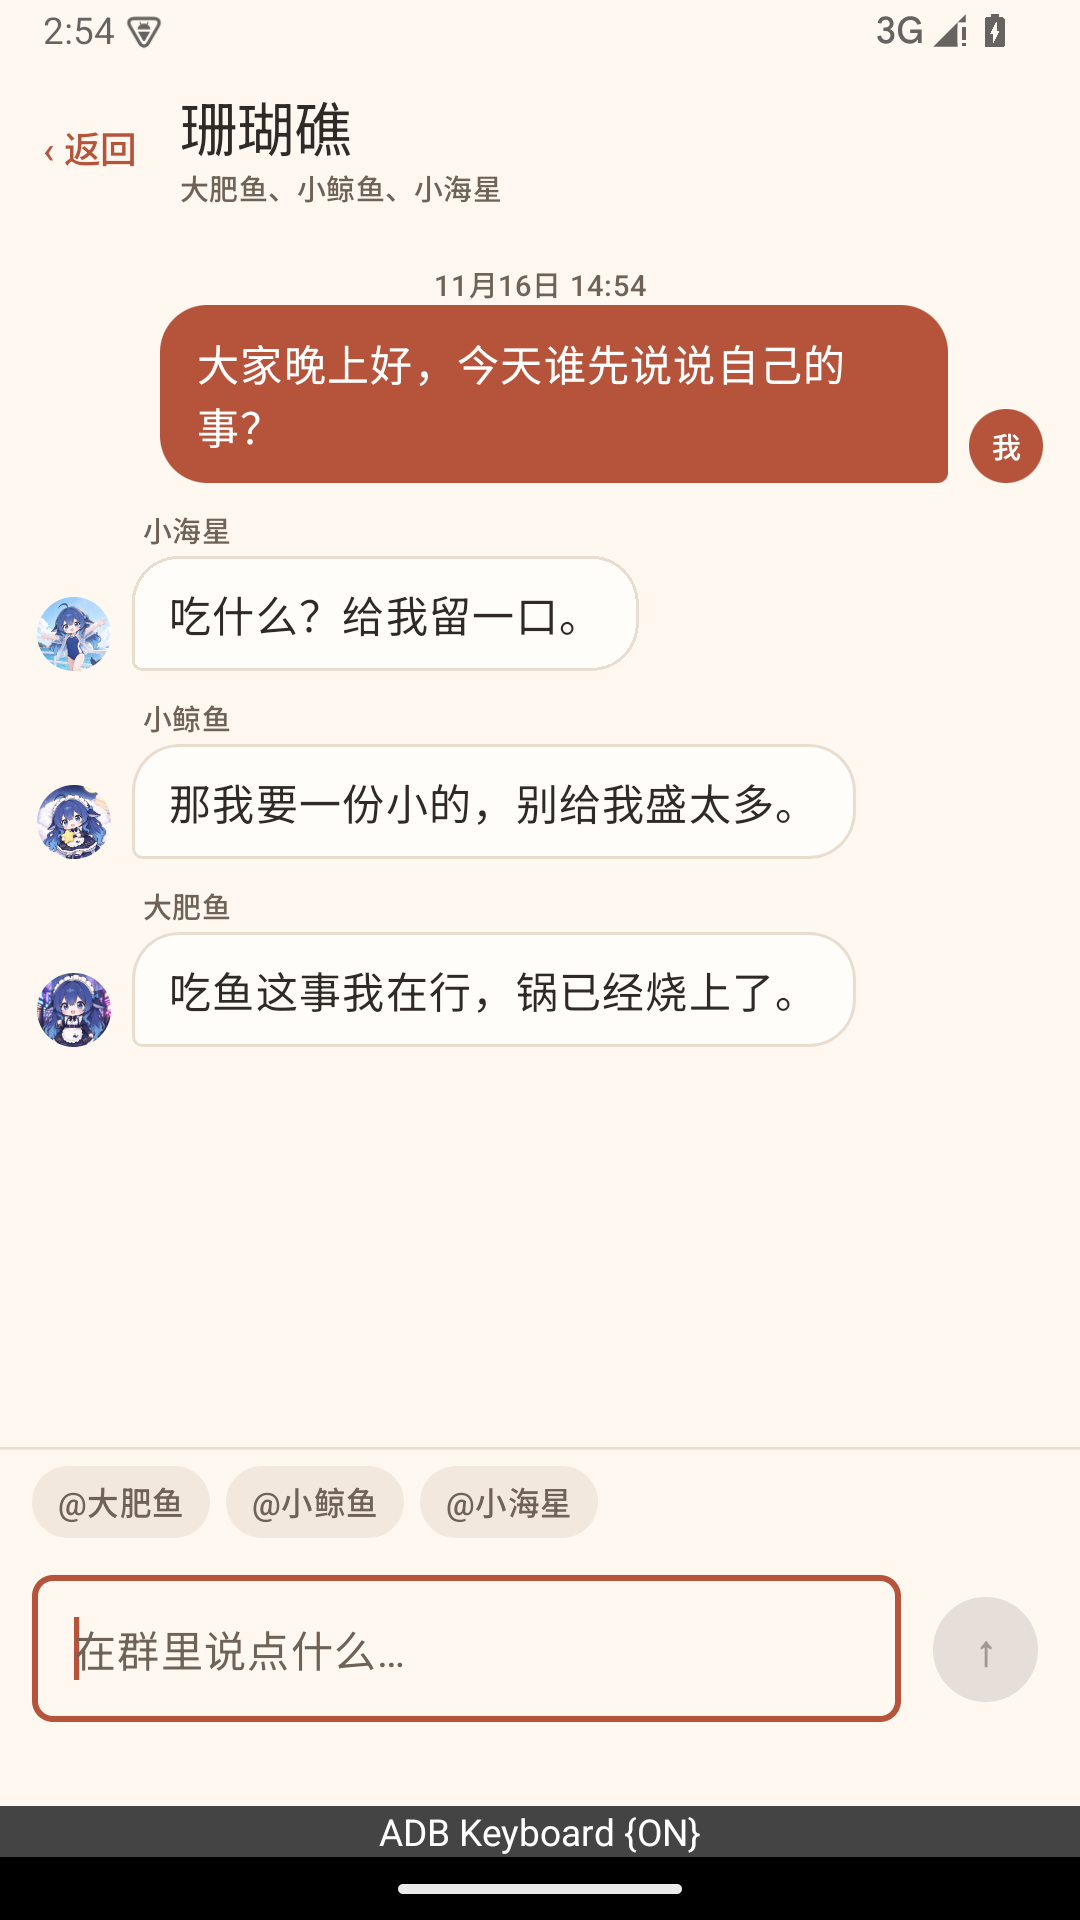 2:54
3G
‹ 返回
珊瑚礁
大肥鱼、小鲸鱼、小海星
11月16日 14:54
大家晚上好，今天谁先说说自己的
事？
我
小海星
吃什么？给我留一口。
小鲸鱼
那我要一份小的，别给我盛太多。
大肥鱼
吃鱼这事我在行，锅已经烧上了。
@大肥鱼
@小鲸鱼
@小海星
在群里说点什么…
↑
ADB Keyboard {ON}